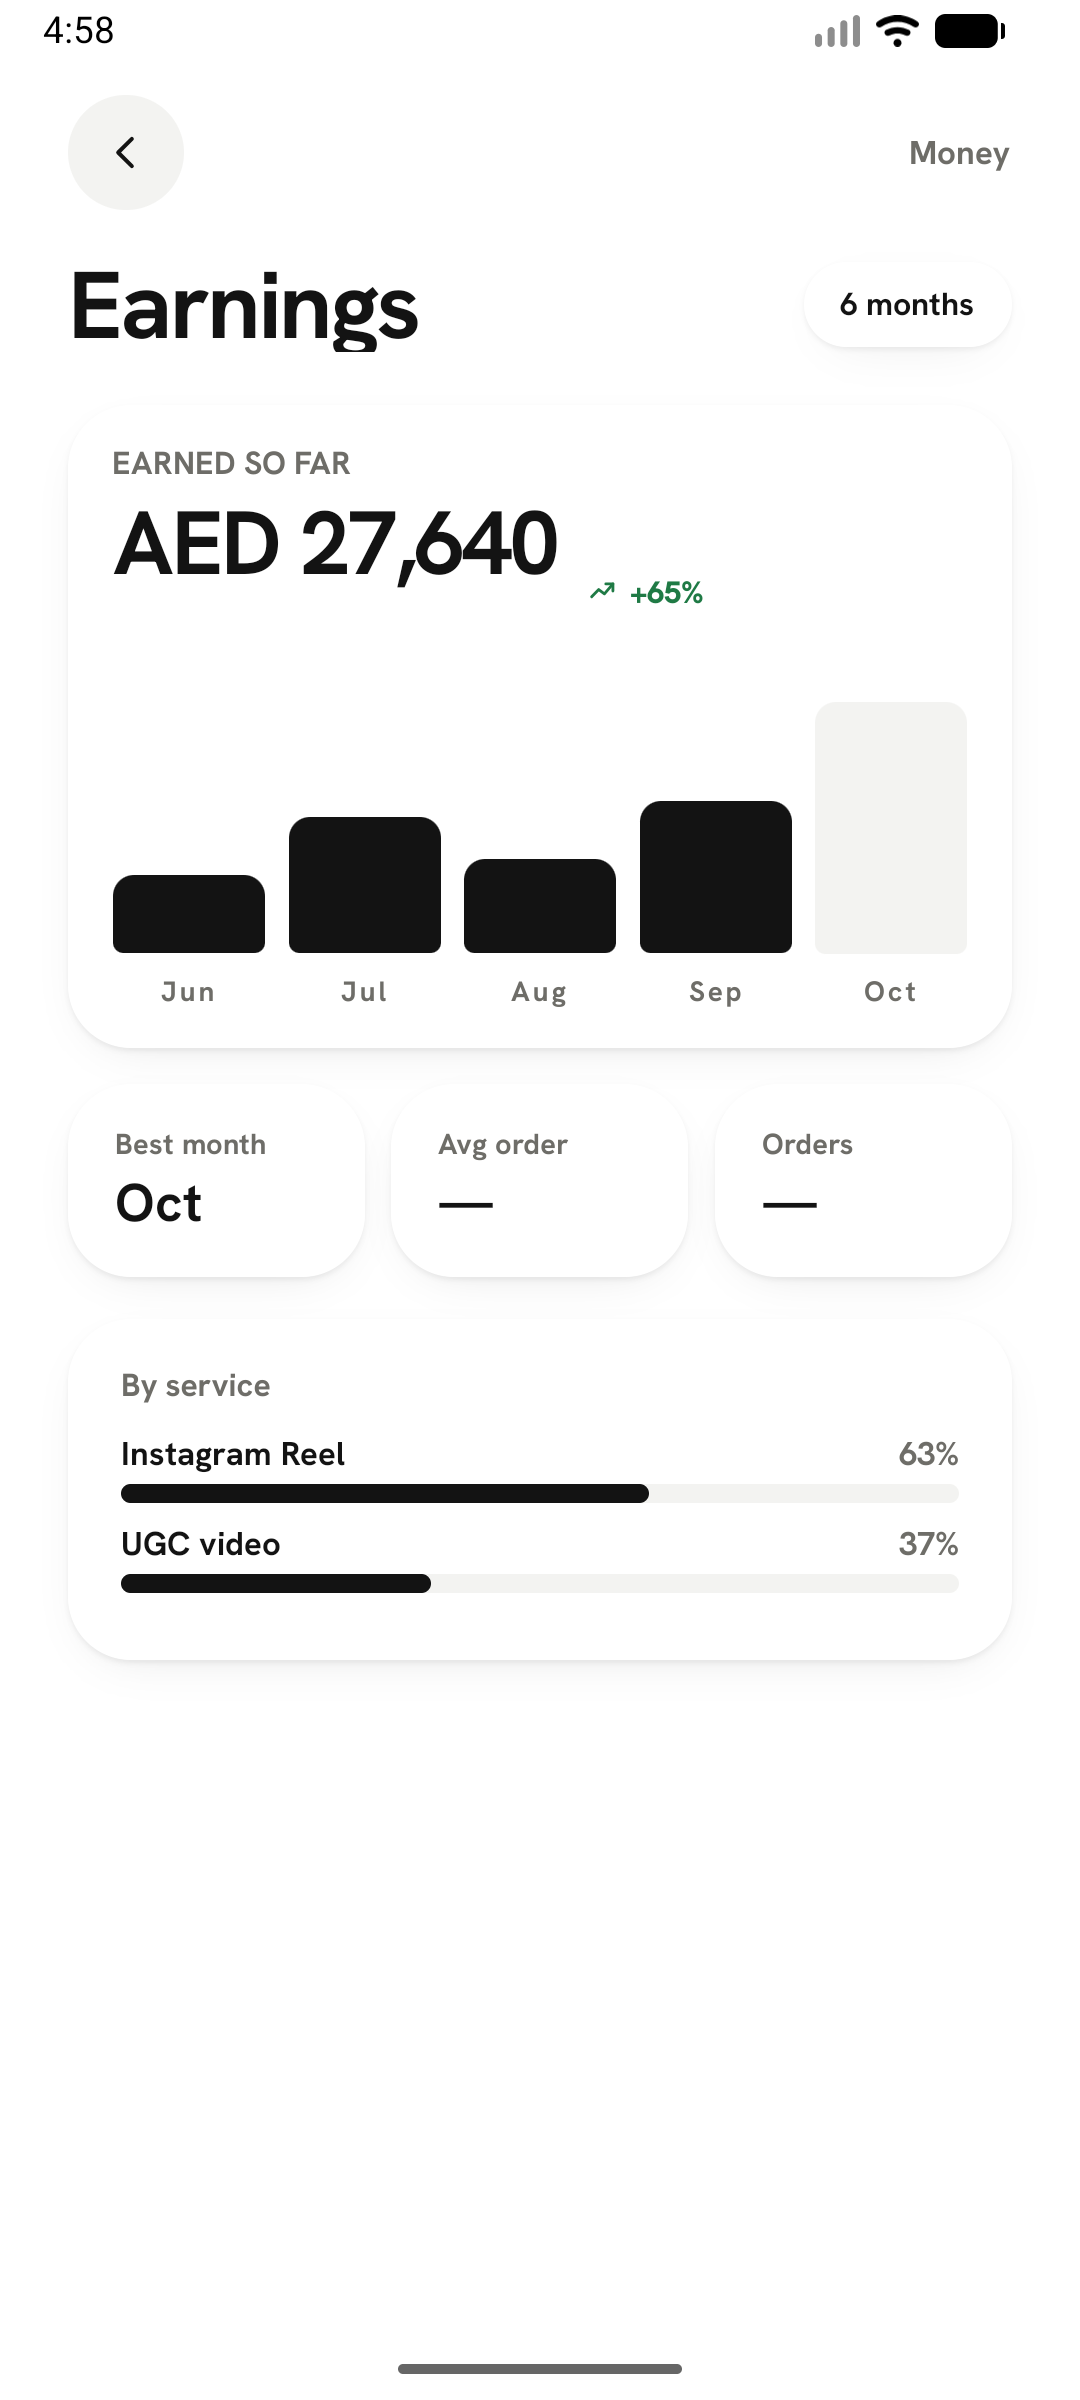 4:58
Money
Earnings
6 months
EARNED SO FAR
AED 27,640
+65%
Jun Jul Aug Sep Oct
Best month Avg order Orders
Oct — —
By service
Instagram Reel 63%
UGC video 37%